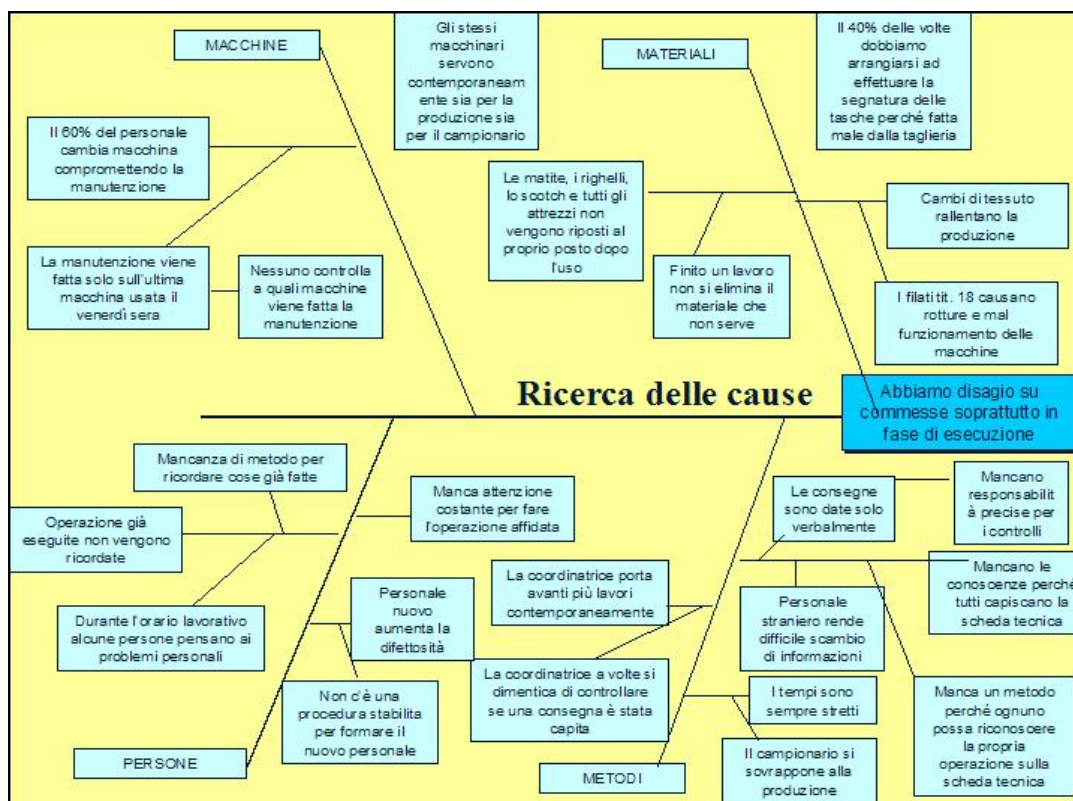 MACCHINE
Gli stessi
macchinari
servono
contemporaneam
ente sia per la
produzione sia
per il campionario
MATERIALI
Il 40% delle volte
dobbiamo
arrangiarsi ad
effettuare la
segnatura delle
tasche perché fatta
male dalla taglieria
Il 60% del personale
cambia macchina
compromettendo la
manutenzione
Le matite, i righelli,
lo scotch e tutti gli
attrezzi non
vengono riposti al
proprio posto dopo
l'uso
Cambi di tessuto
rallentano la
produzione
La manutenzione viene
fatta solo sull'ultima
macchina usata il
venerdì sera
Nessuno controlla
a quali macchine
viene fatta la
manutenzione
Finito un lavoro
non si elimina il
materiale che
non serve
I filati tit. 18 causano
rotture e mal
funzionamento delle
macchine
Ricerca delle cause
Abbiamo disagio su
commesse soprattutto in
fase di esecuzione
Mancanza di metodo per
ricordare cose già fatte
Manca attenzione
costante per fare
l'operazione affidata
Le consegne
sono date solo
verbalmente
Mancano
responsabilit
à precise per
i controlli
Operazione già
eseguite non vengono
ricordate
La coordinatrice porta
avanti più lavori
contemporaneamente
Mancano le
conoscenze perché
tutti capiscano la
scheda tecnica
Durante l'orario lavorativo
alcune persone pensano ai
problemi personali
Personale
nuovo
aumenta la
difettosità
Personale
straniero rende
difficile scambio
di informazioni
Non c'è una
procedura stabilita
per formare il
nuovo personale
La coordinatrice a volte si
dimentica di controllare
se una consegna è stata
capita
I tempi sono
sempre stretti
Manca un metodo
perché ognuno
possa riconoscere
la propria
operazione sulla
scheda tecnica
PERSONE
METODI
Il campionario si
sovrappone alla
produzione